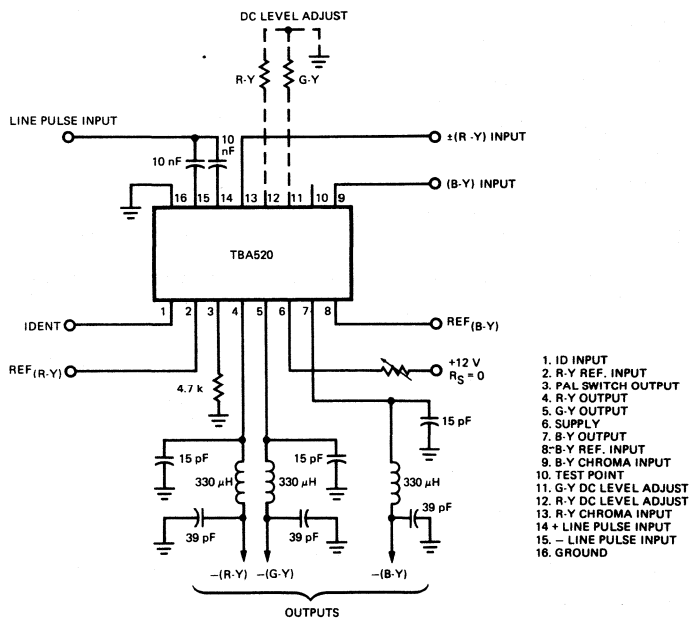 DC LEVEL ADJUST
R-Y
G-Y
LINE PULSE INPUT
10 nF
10
nF
±(R -Y) INPUT
(B-Y) INPUT
16 15 14 13 12 11 10 9
TBA520
1 2 3 4 5 6 7 8
IDENT
REF(B-Y)
REF(R-Y)
+12 V
RS = 0
4.7 k
15 pF
15 pF
15 pF
330 µH
330 µH
330 µH
39 pF
39 pF
39 pF
–(R-Y) –(G-Y) –(B-Y)
OUTPUTS
1. ID INPUT
2. R-Y REF. INPUT
3. PAL SWITCH OUTPUT
4. R-Y OUTPUT
5. G-Y OUTPUT
6. SUPPLY
7. B-Y OUTPUT
8. B-Y REF. INPUT
9. B-Y CHROMA INPUT
10. TEST POINT
11. G-Y DC LEVEL ADJUST
12. R-Y DC LEVEL ADJUST
13. R-Y CHROMA INPUT
14 + LINE PULSE INPUT
15. – LINE PULSE INPUT
16. GROUND